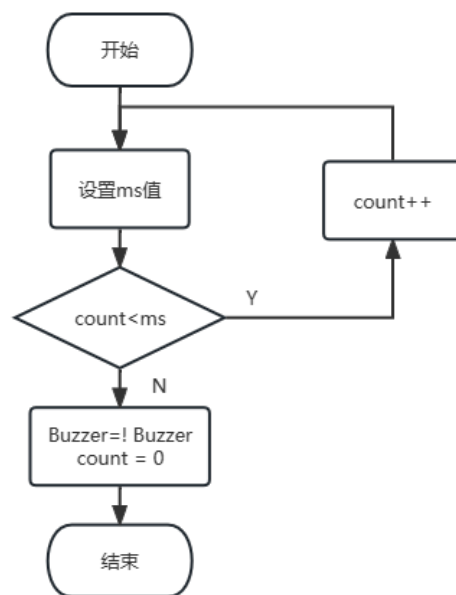 开始
设置ms值
count++
count<ms
Y
N
Buzzer=! Buzzer
count = 0
结束